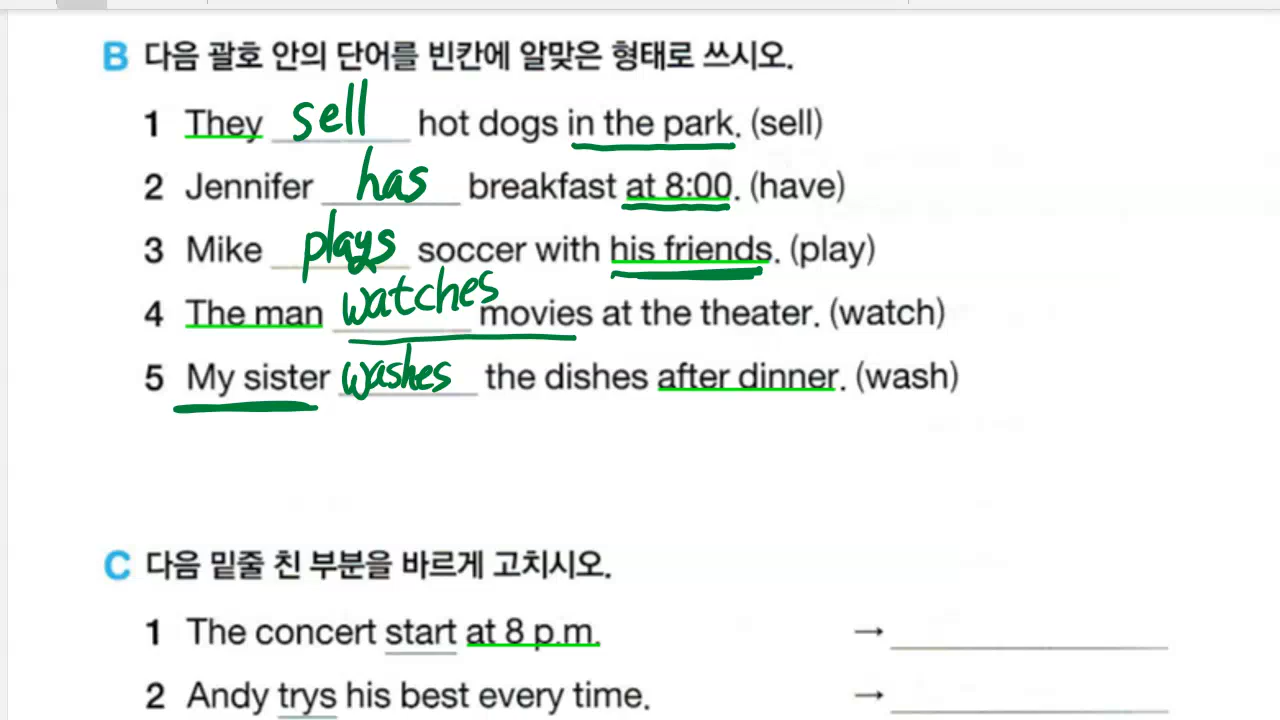 B 다음 괄호 안의 단어를 빈칸에 알맞은 형태로 쓰시오.
1 They sell hot dogs in the park. (sell)
2 Jennifer has breakfast at 8:00. (have)
3 Mike plays soccer with his friends. (play)
4 The man watches movies at the theater. (watch)
5 My sister washes the dishes after dinner. (wash)
C 다음 밑줄 친 부분을 바르게 고치시오.
1 The concert start at 8 p.m. →
2 Andy trys his best every time. →